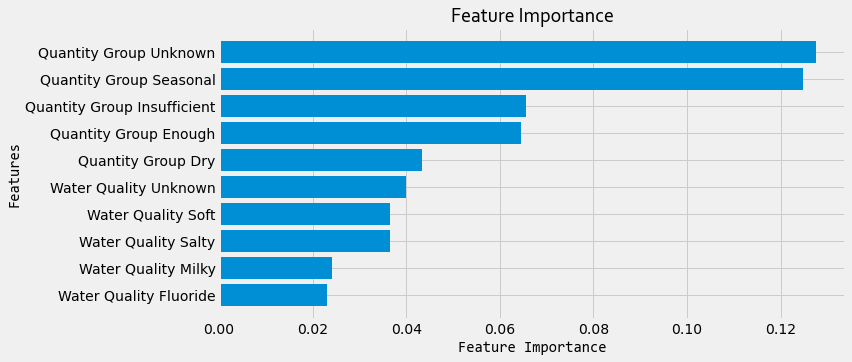 Feature Importance
Quantity Group Unknown
Quantity Group Seasonal
Quantity Group Insufficient
Quantity Group Enough
Quantity Group Dry
Water Quality Unknown
Water Quality Soft
Water Quality Salty
Water Quality Milky
Water Quality Fluoride
Features
0.00 0.02 0.04 0.06 0.08 0.10 0.12
Feature Importance